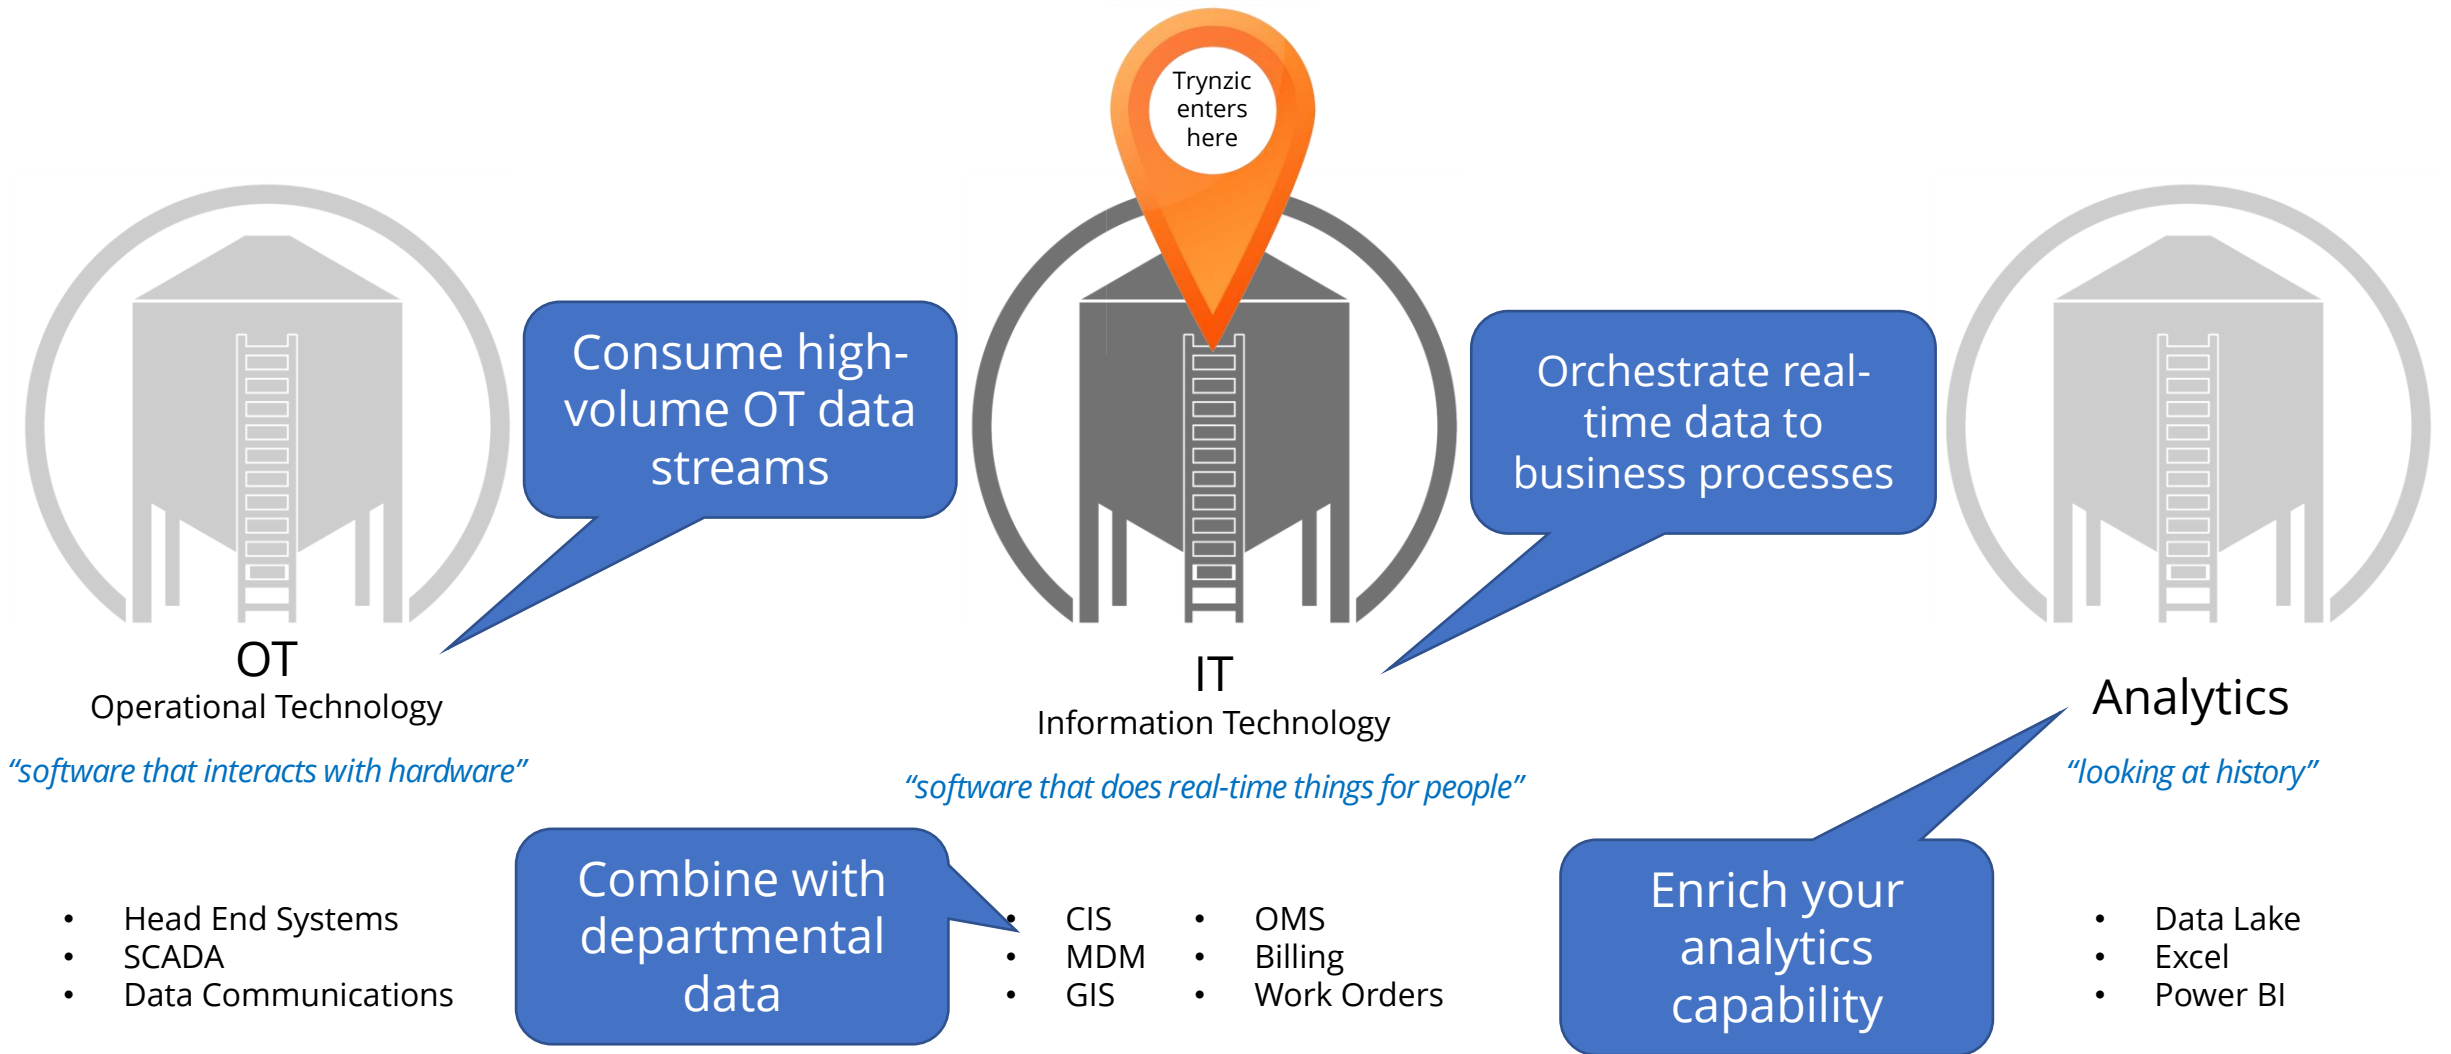 Trynzic
enters
here
Consume high-
volume OT data
streams
Orchestrate real-
time data to
business processes
OT
Operational Technology
“software that interacts with hardware”
IT
Information Technology
“software that does real-time things for people”
Analytics
“looking at history”
• Head End Systems
• SCADA
• Data Communications
Combine with
departmental
data
• CIS
• MDM
• GIS
• OMS
• Billing
• Work Orders
Enrich your
analytics
capability
• Data Lake
• Excel
• Power BI